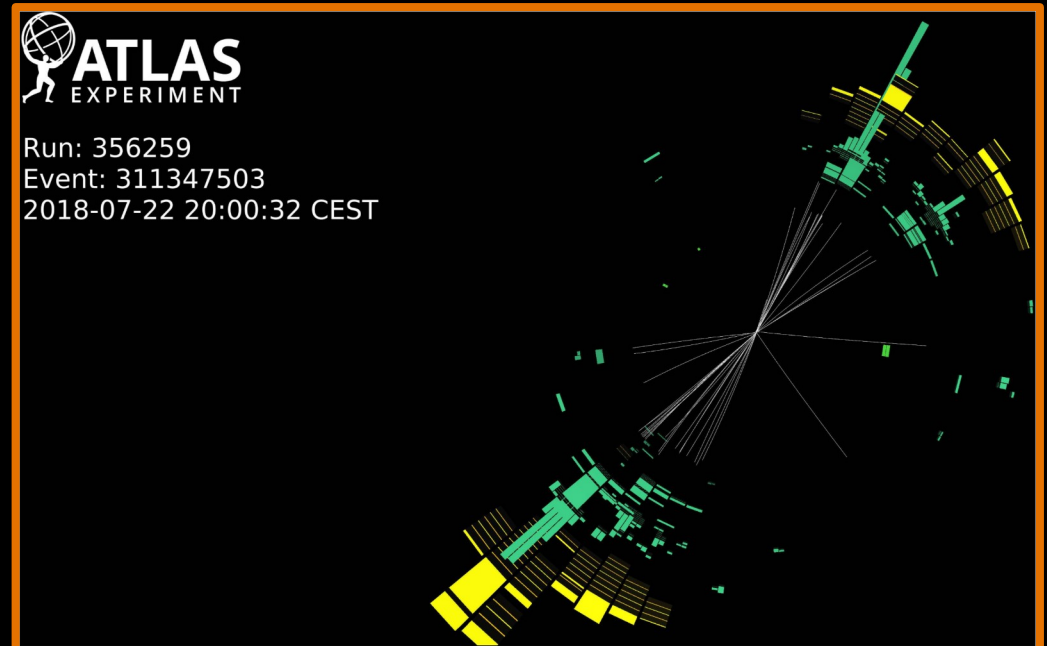 ATLAS
EXPERIMENT
Run: 356259
Event: 311347503
2018-07-22 20:00:32 CEST